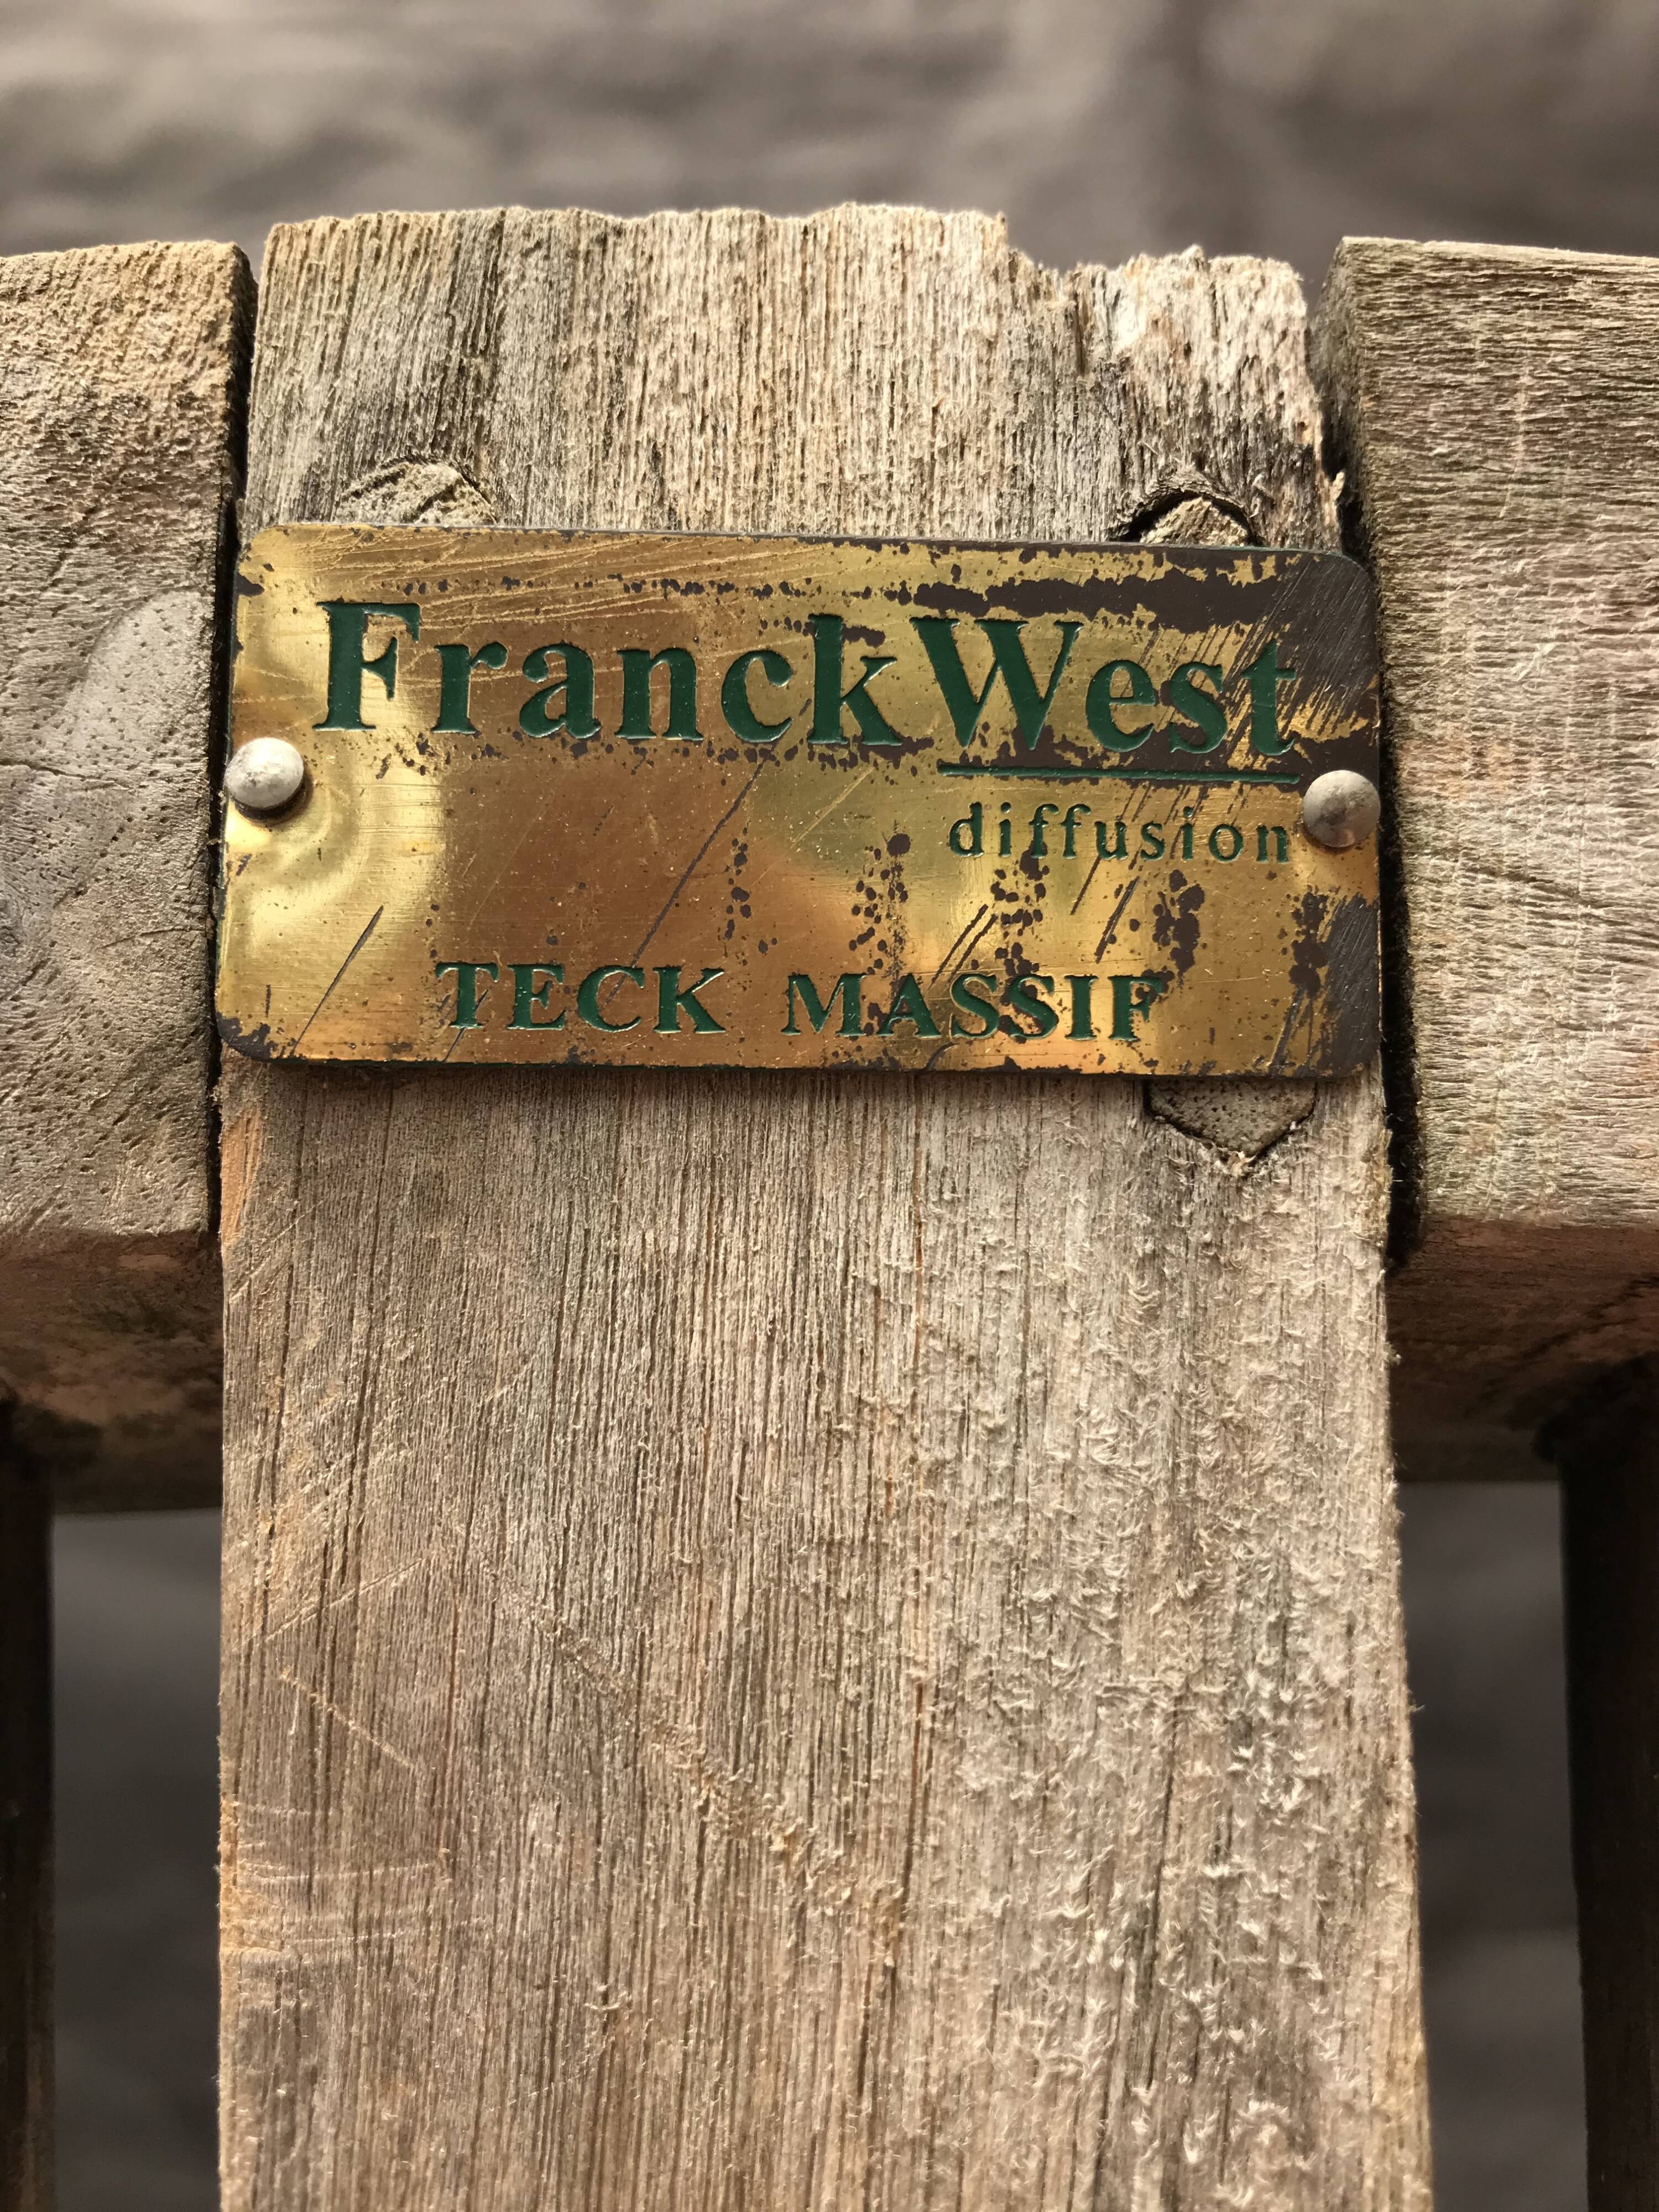 FranckWest
diffusion
TECK MASSIF